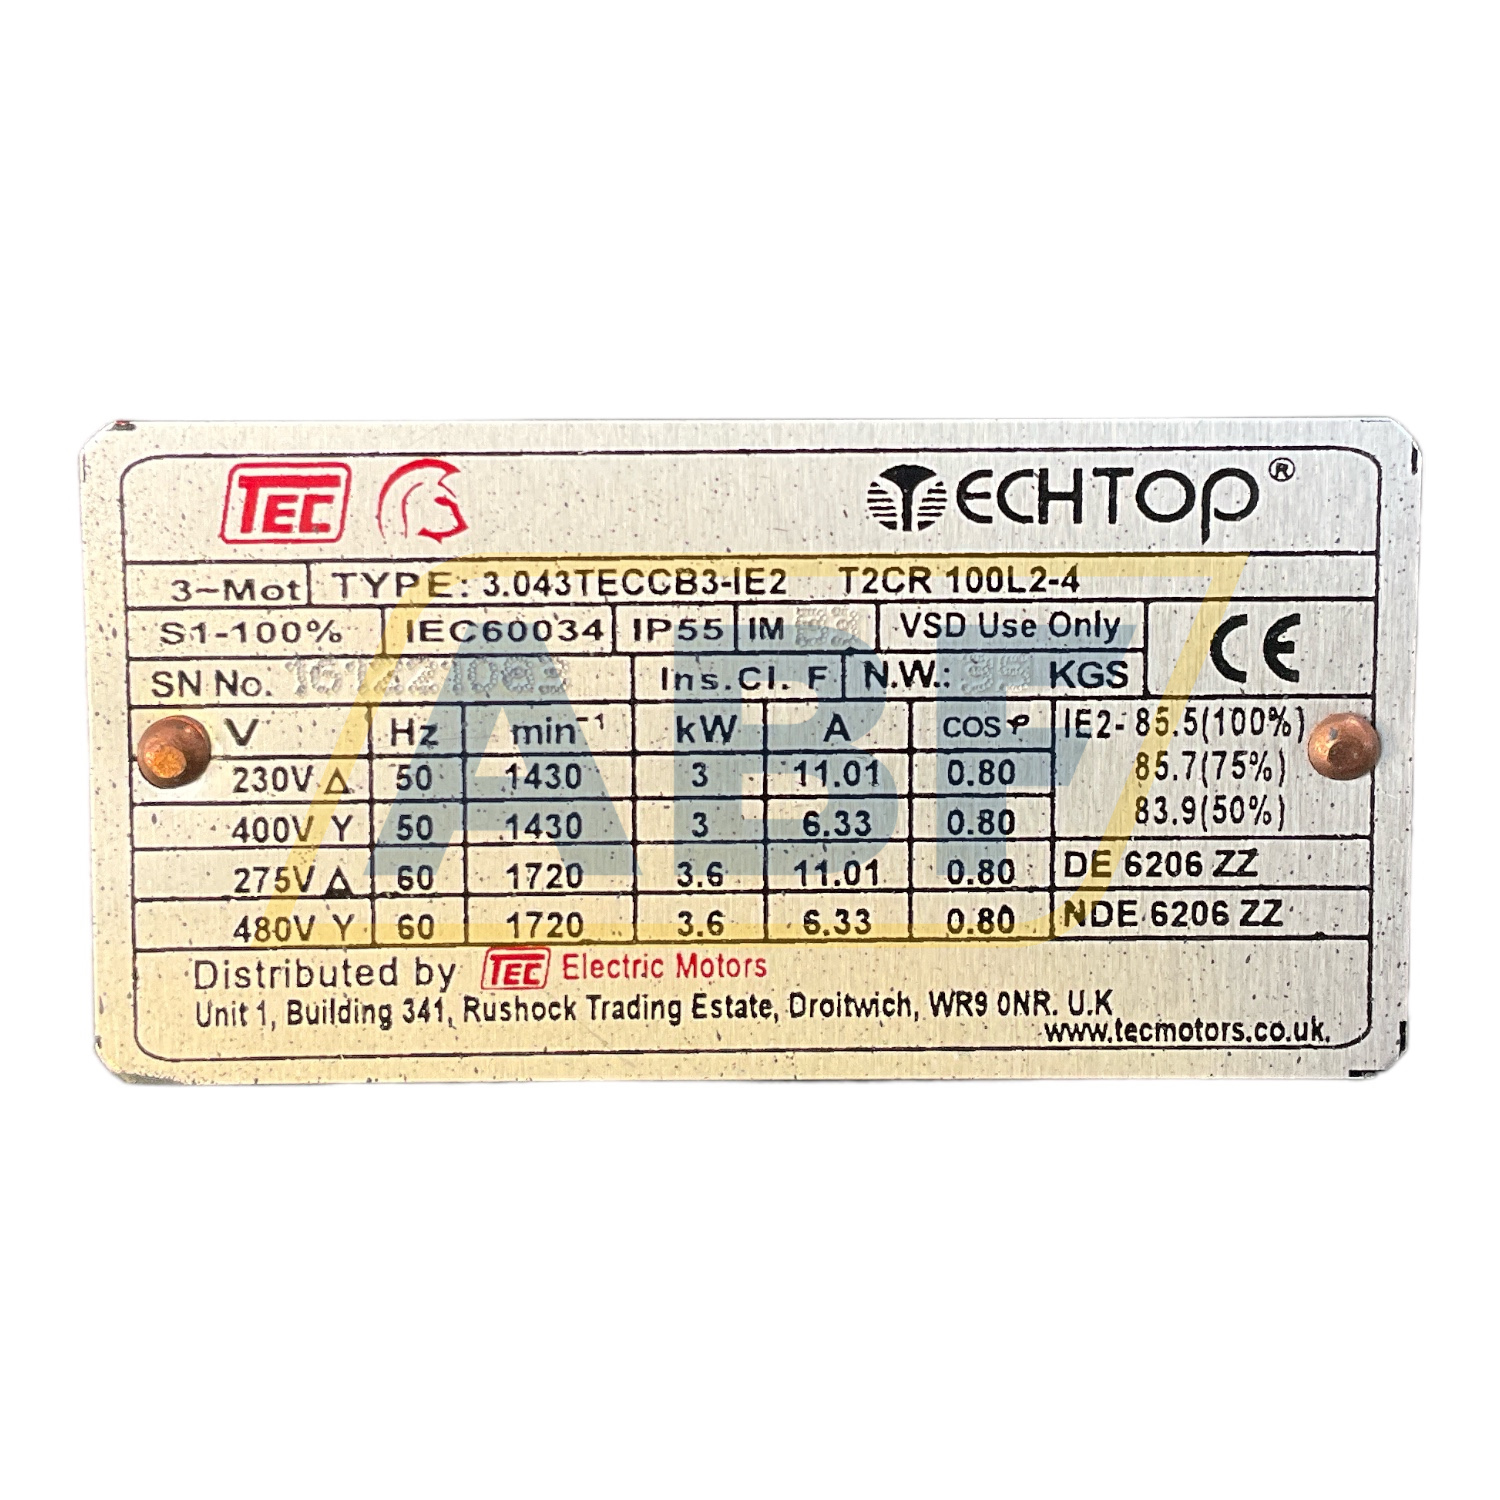 TEC TECHTOP®
3~Mot TYPE: 3.043TECCB3-IE2 T2CR 100L2-4
S1-100% IEC60034 IP55 IM VSD Use Only CE
SN No. Ins.Cl. F N.W.: KGS
V Hz min⁻¹ kW A cos φ IE2- 85.5(100%)
230V Δ 50 1430 3 11.01 0.80 85.7(75%)
400V Y 50 1430 3 6.33 0.80 83.9(50%)
275V Δ 60 1720 3.6 11.01 0.80 DE 6206 ZZ
480V Y 60 1720 3.6 6.33 0.80 NDE 6206 ZZ
Distributed by TEC Electric Motors
Unit 1, Building 341, Rushock Trading Estate, Droitwich, WR9 0NR. U.K
www.tecmotors.co.uk.
ABF